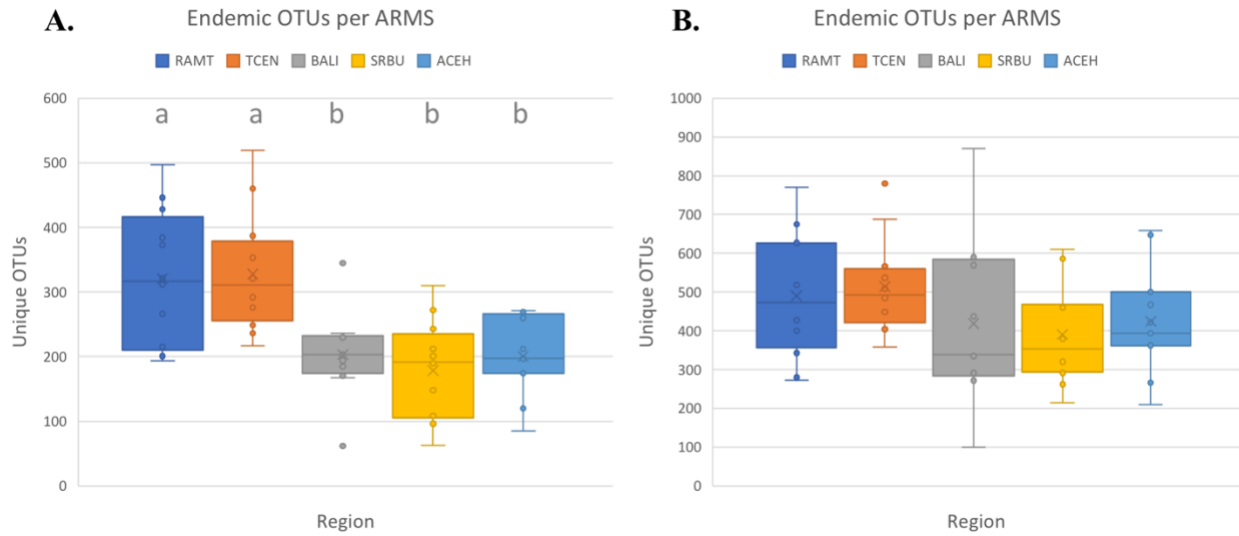 A.
Endemic OTUs per ARMS
RAMT TCEN BALI SRBU ACEH
600
500
400
300
200
100
0
a a b b b
Unique OTUs
Region
B.
Endemic OTUs per ARMS
RAMT TCEN BALI SRBU ACEH
1000
900
800
700
600
500
400
300
200
100
0
Unique OTUs
Region